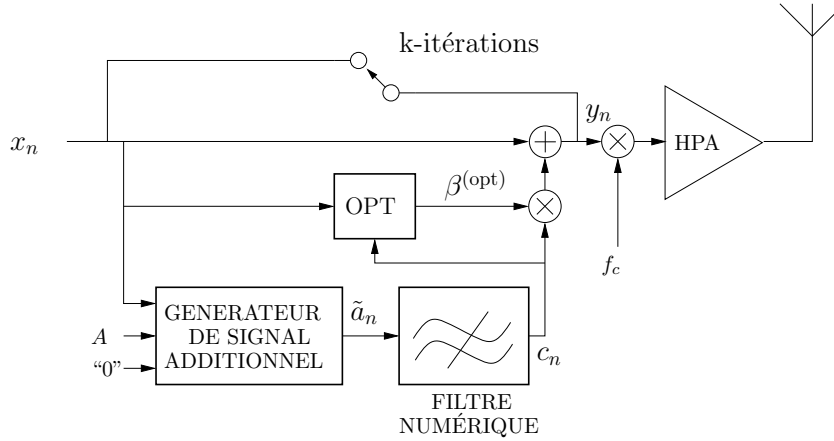 k-itérations
x_n
y_n
HPA
OPT
β^(opt)
f_c
GENERATEUR
DE SIGNAL
ADDITIONNEL
ã_n
A
“0”
c_n
FILTRE
NUMÉRIQUE